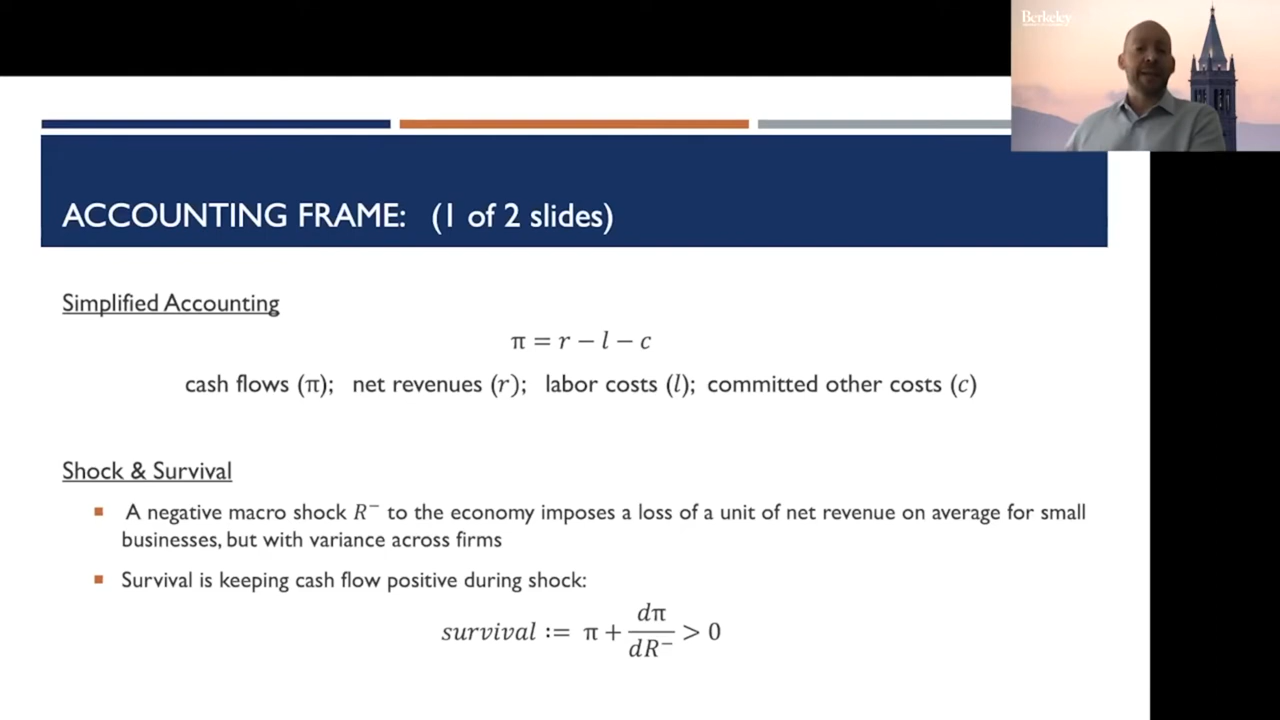 Berkeley
ACCOUNTING FRAME: (1 of 2 slides)
Simplified Accounting
π = r − l − c
cash flows (π); net revenues (r); labor costs (l); committed other costs (c)
Shock & Survival
▪ A negative macro shock R⁻ to the economy imposes a loss of a unit of net revenue on average for small
businesses, but with variance across firms
▪ Survival is keeping cash flow positive during shock:
survival := π + dπ/dR⁻ > 0